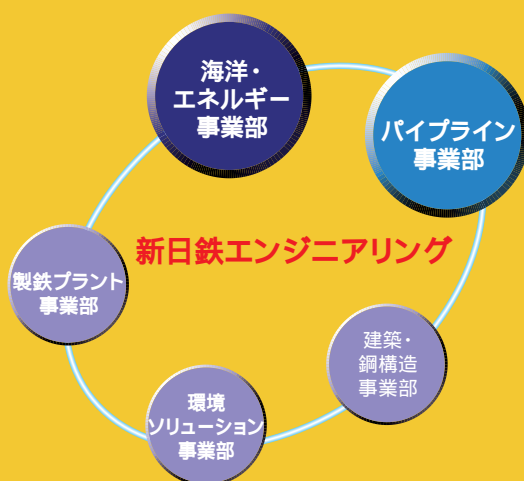 海洋・
エネルギー
事業部
パイプライン
事業部
新日鉄エンジニアリング
製鉄プラント
事業部
建築・
鋼構造
事業部
環境
ソリューション
事業部